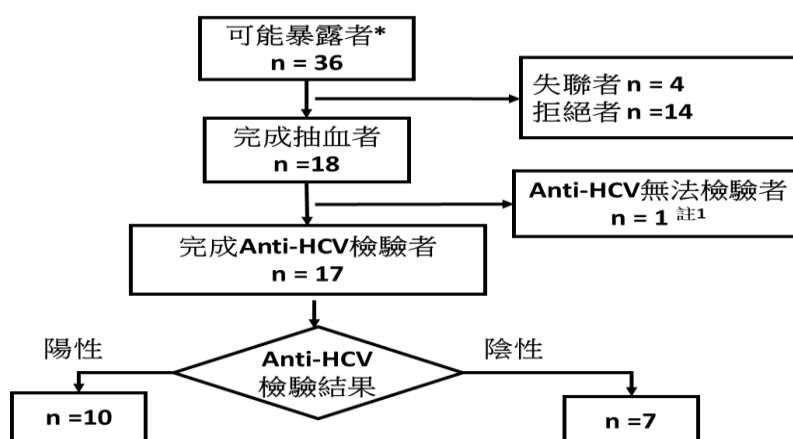 可能暴露者*
n = 36
失聯者 n = 4
拒絕者 n =14
完成抽血者
n =18
Anti-HCV無法檢驗者
n = 1 註1
完成Anti-HCV檢驗者
n = 17
陽性
Anti-HCV
檢驗結果
陰性
n =10
n =7